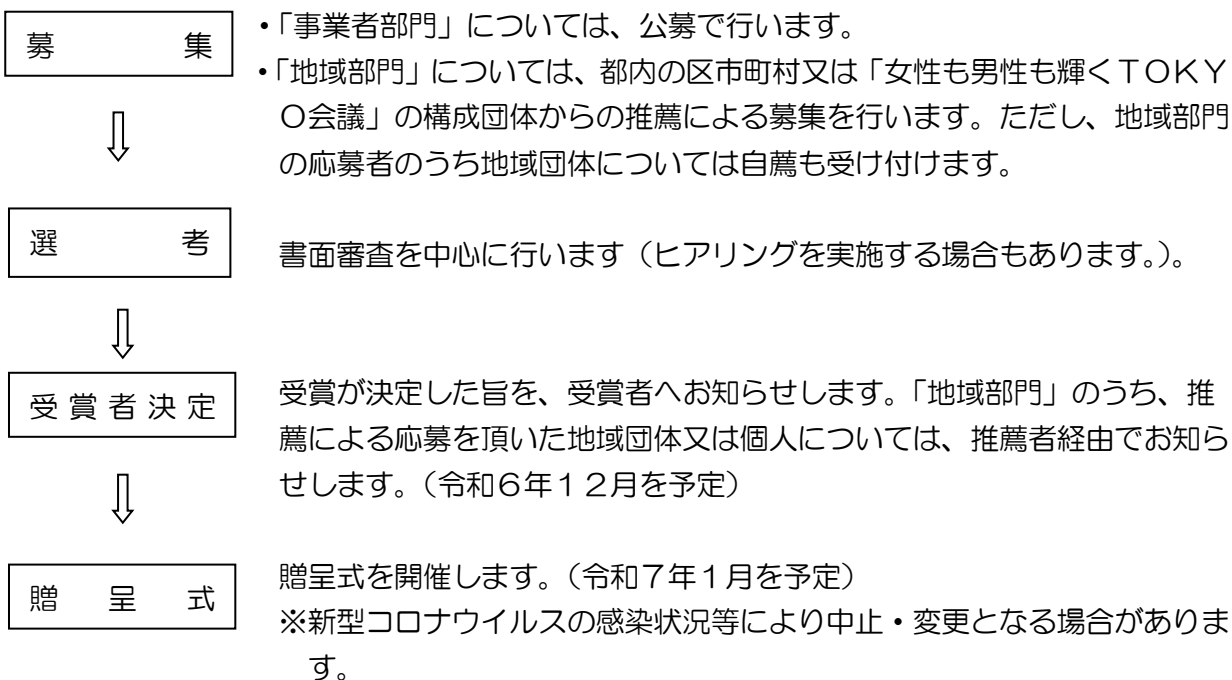 募　集
・「事業者部門」については、公募で行います。
・「地域部門」については、都内の区市町村又は「女性も男性も輝くＴＯＫＹ
Ｏ会議」の構成団体からの推薦による募集を行います。ただし、地域部門
の応募者のうち地域団体については自薦も受け付けます。
⇩
選　考
書面審査を中心に行います（ヒアリングを実施する場合もあります。）。
⇩
受賞者決定
受賞が決定した旨を、受賞者へお知らせします。「地域部門」のうち、推
薦による応募を頂いた地域団体又は個人については、推薦者経由でお知ら
せします。（令和６年１２月を予定）
⇩
贈　呈　式
贈呈式を開催します。（令和７年１月を予定）
※新型コロナウイルスの感染状況等により中止・変更となる場合がありま
す。